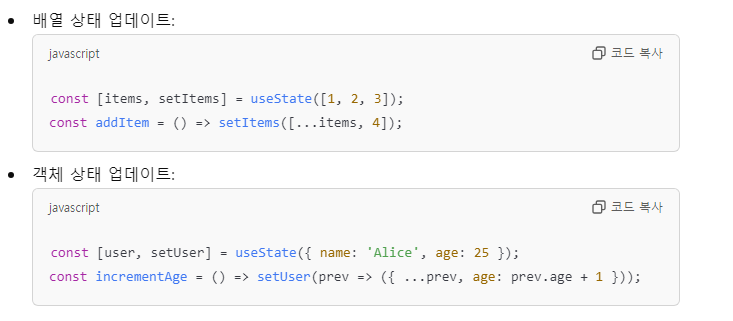 • 배열 상태 업데이트:
javascript
코드 복사
const [items, setItems] = useState([1, 2, 3]);
const addItem = () => setItems([...items, 4]);
• 객체 상태 업데이트:
javascript
코드 복사
const [user, setUser] = useState({ name: 'Alice', age: 25 });
const incrementAge = () => setUser(prev => ({ ...prev, age: prev.age + 1 }));